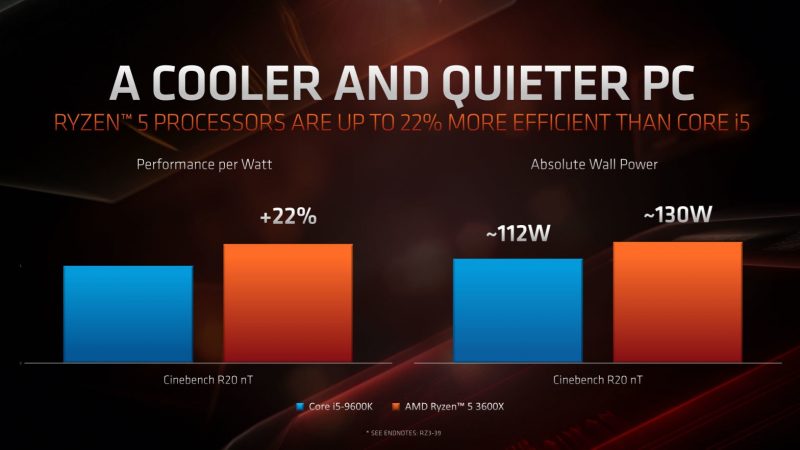 A COOLER AND QUIETER PC
RYZEN™ 5 PROCESSORS ARE UP TO 22% MORE EFFICIENT THAN CORE i5
Performance per Watt
Absolute Wall Power
+22%
~112W
~130W
Cinebench R20 nT
Cinebench R20 nT
Core i5-9600K
AMD Ryzen™ 5 3600X
* SEE ENDNOTES: RZ3-39